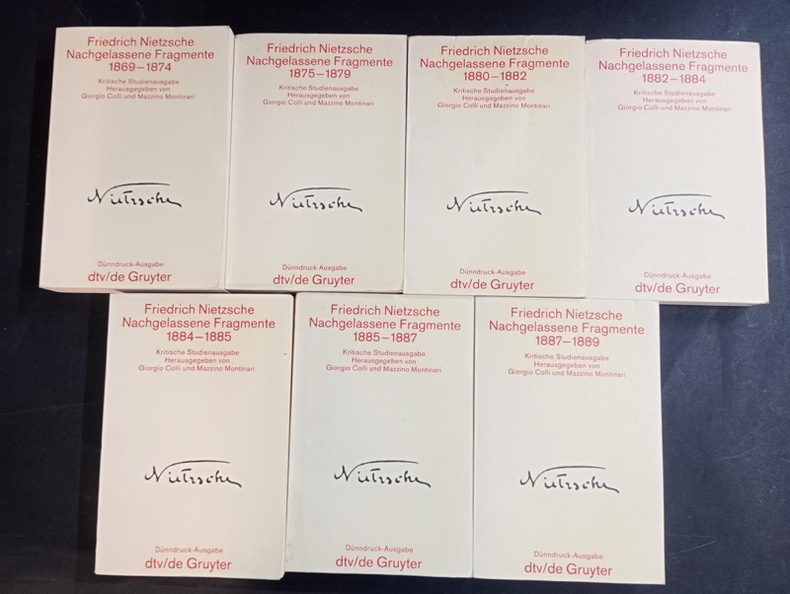 Friedrich Nietzsche
Nachgelassene Fragmente
1869–1874
Kritische Studienausgabe
Herausgegeben von
Giorgio Colli und Mazzino Montinari
Nietzsche
Dünndruck-Ausgabe
dtv/de Gruyter
Friedrich Nietzsche
Nachgelassene Fragmente
1875–1879
Kritische Studienausgabe
Herausgegeben von
Giorgio Colli und Mazzino Montinari
Nietzsche
Dünndruck-Ausgabe
dtv/de Gruyter
Friedrich Nietzsche
Nachgelassene Fragmente
1880–1882
Kritische Studienausgabe
Herausgegeben von
Giorgio Colli und Mazzino Montinari
Nietzsche
Dünndruck-Ausgabe
dtv/de Gruyter
Friedrich Nietzsche
Nachgelassene Fragmente
1882–1884
Kritische Studienausgabe
Herausgegeben von
Giorgio Colli und Mazzino Montinari
Nietzsche
Dünndruck-Ausgabe
dtv/de Gruyter
Friedrich Nietzsche
Nachgelassene Fragmente
1884–1885
Kritische Studienausgabe
Herausgegeben von
Giorgio Colli und Mazzino Montinari
Nietzsche
Dünndruck-Ausgabe
dtv/de Gruyter
Friedrich Nietzsche
Nachgelassene Fragmente
1885–1887
Kritische Studienausgabe
Herausgegeben von
Giorgio Colli und Mazzino Montinari
Nietzsche
Dünndruck-Ausgabe
dtv/de Gruyter
Friedrich Nietzsche
Nachgelassene Fragmente
1887–1889
Kritische Studienausgabe
Herausgegeben von
Giorgio Colli und Mazzino Montinari
Nietzsche
Dünndruck-Ausgabe
dtv/de Gruyter